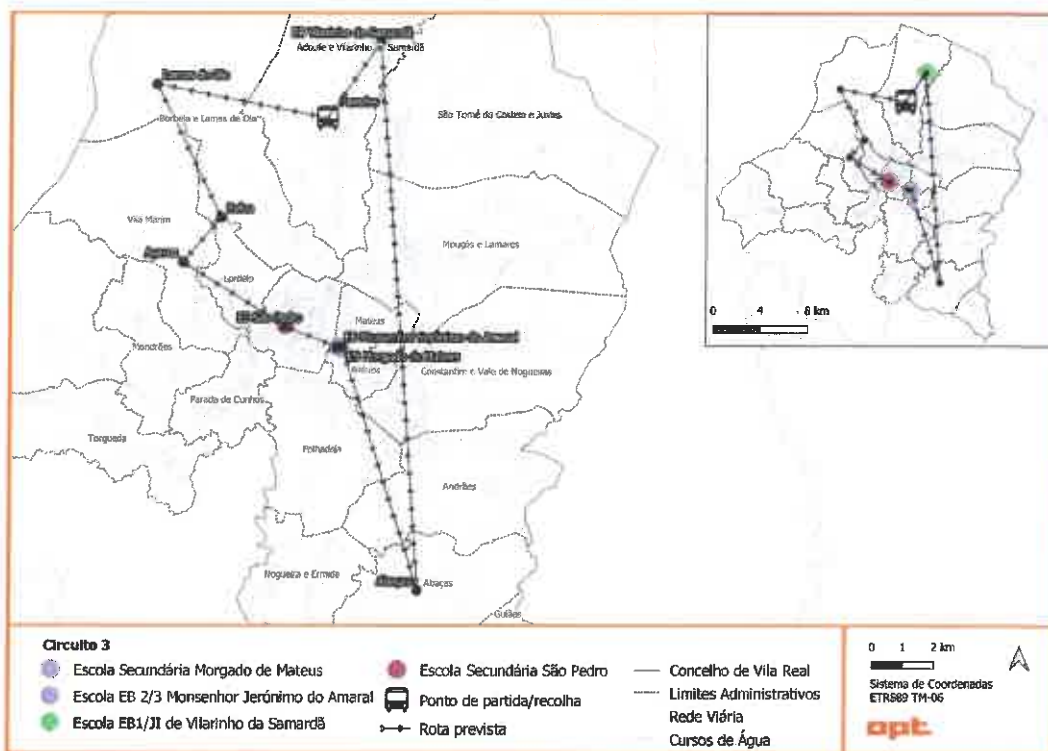 Adoufe e Vilarinho Samardã
Borbela e Lamas de Olo
São Tomé do Castelo e Justes
Vila Marim
Mouçós e Lamares
Lordelo
Mateus
Mondrões
Constantim e Vale de Nogueiras
Parada de Cunhos
Torgueda
Folhadela
Andrães
Nogueira e Ermida
Abaças
Guiães
0 4 8 km
Circuito 3
Escola Secundária Morgado de Mateus
Escola EB 2/3 Monsenhor Jerónimo do Amaral
Escola EB1/JI de Vilarinho da Samardã
Escola Secundária São Pedro
Ponto de partida/recolha
Rota prevista
Concelho de Vila Real
Limites Administrativos
Rede Viária
Cursos de Água
0 1 2 km
Sistema de Coordenadas
ETRS89 TM-06
opt